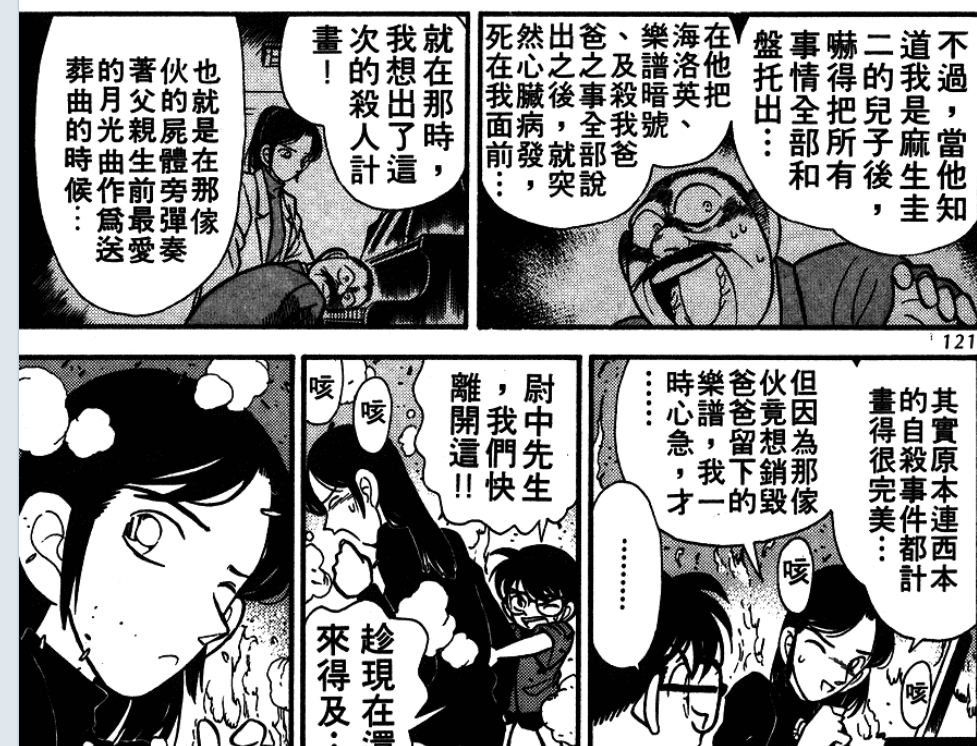 不過，當他知
道我是麻生圭
二的兒子後，
嚇得把所有
事情全部和
盤托出…
在他把
海洛英、
樂譜暗號
、及殺我爸
爸之事全部說
出之後，就突
然心臟病發，
死在我面前…
就在那時，
我想出了這
次的殺人計
畫！
也就是在那傢
伙的屍體旁彈奏
著父親生前最愛
的月光曲作為送
葬曲的時候…
121
其實原本連西本
的自殺事件都計
畫得很完美…
但因為那傢
伙竟想銷毀
爸爸留下的
樂譜，我一
時心急，才
……
………
咳
咳
尉中先生
，我們快
離開這!!
咳
咳
趁現在還
來得及…